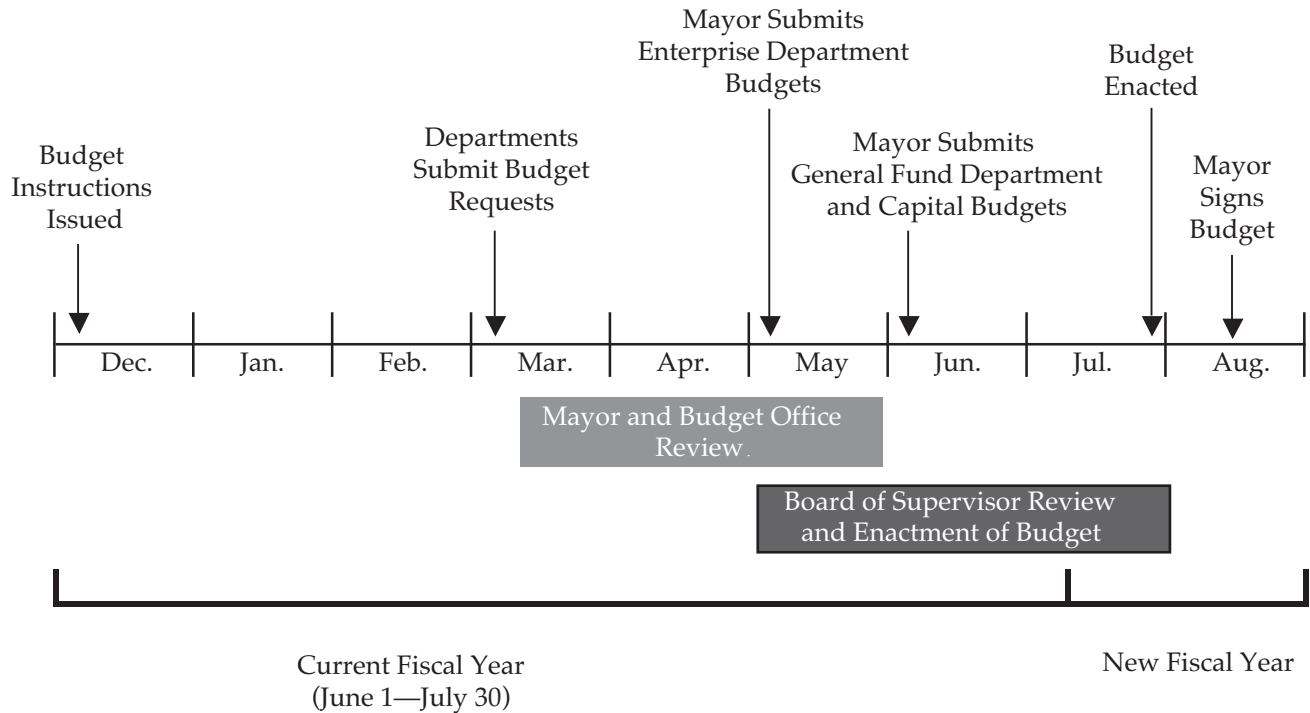 Mayor Submits
Enterprise Department
Budgets
Budget
Enacted
Departments
Submit Budget
Requests
Mayor Submits
General Fund Department
and Capital Budgets
Budget
Instructions
Issued
Mayor
Signs
Budget
Dec. Jan. Feb. Mar. Apr. May Jun. Jul. Aug.
Mayor and Budget Office
Review.
Board of Supervisor Review
and Enactment of Budget
Current Fiscal Year
(June 1—July 30)
New Fiscal Year